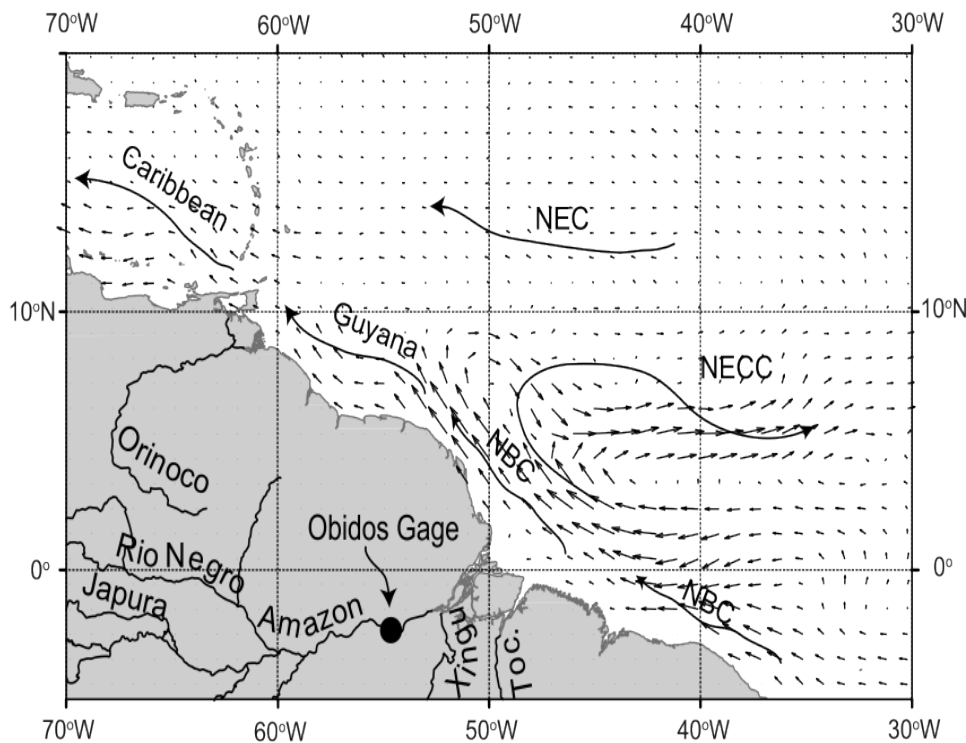 70°W 60°W 50°W 40°W 30°W
Caribbean
NEC
10°N 10°N
Guyana
NECC
Orinoco
NBC
Obidos Gage
Rio Negro
0° 0°
Japura
Amazon
NBC
Xingu
Toc.
70°W 60°W 50°W 40°W 30°W